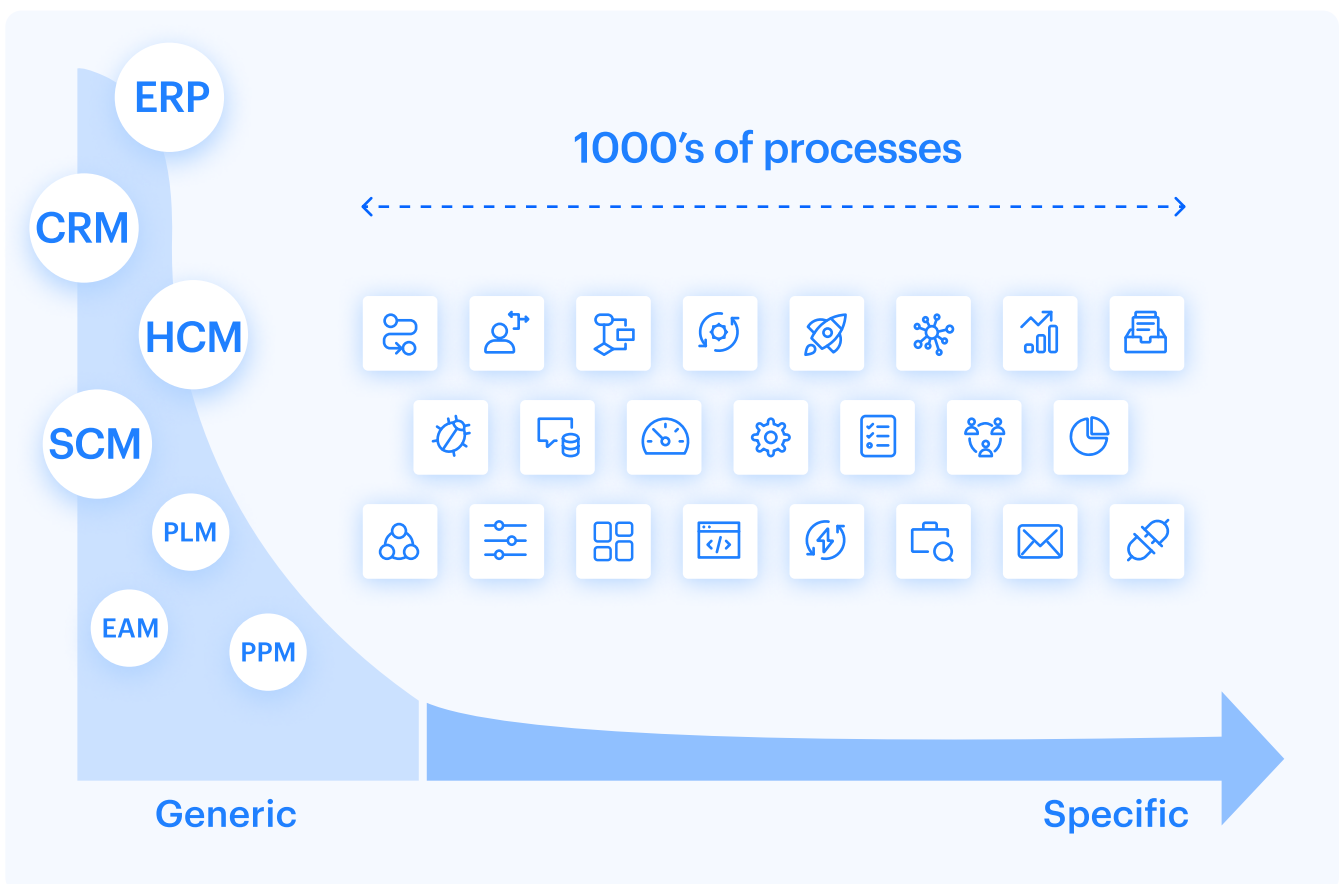 ERP
1000’s of processes
CRM
HCM
SCM
PLM
EAM
PPM
Generic
Specific